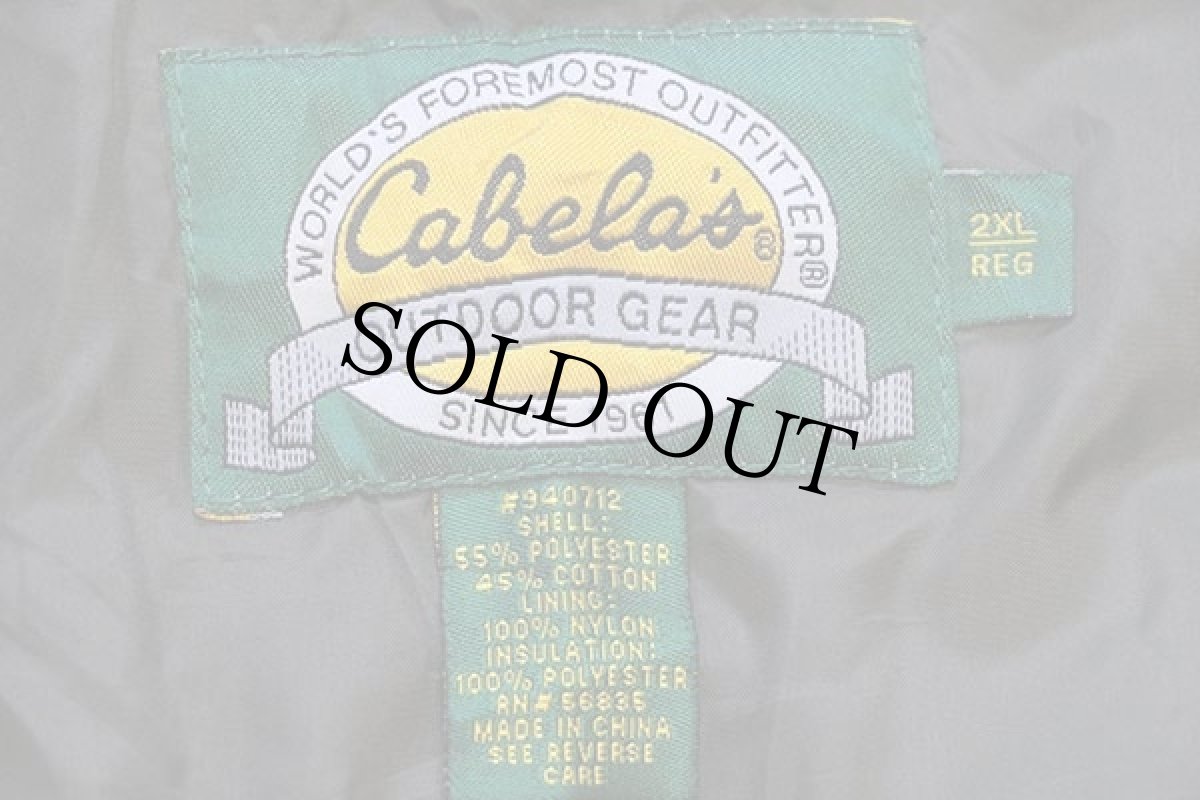 WORLD'S FOREMOST OUTFITTER®
Cabela's®
OUTDOOR GEAR
SINCE 1961
2XL
REG
SOLD OUT
#940712
SHELL:
55% POLYESTER
45% COTTON
LINING:
100% NYLON
INSULATION:
100% POLYESTER
RN# 56835
MADE IN CHINA
SEE REVERSE
CARE